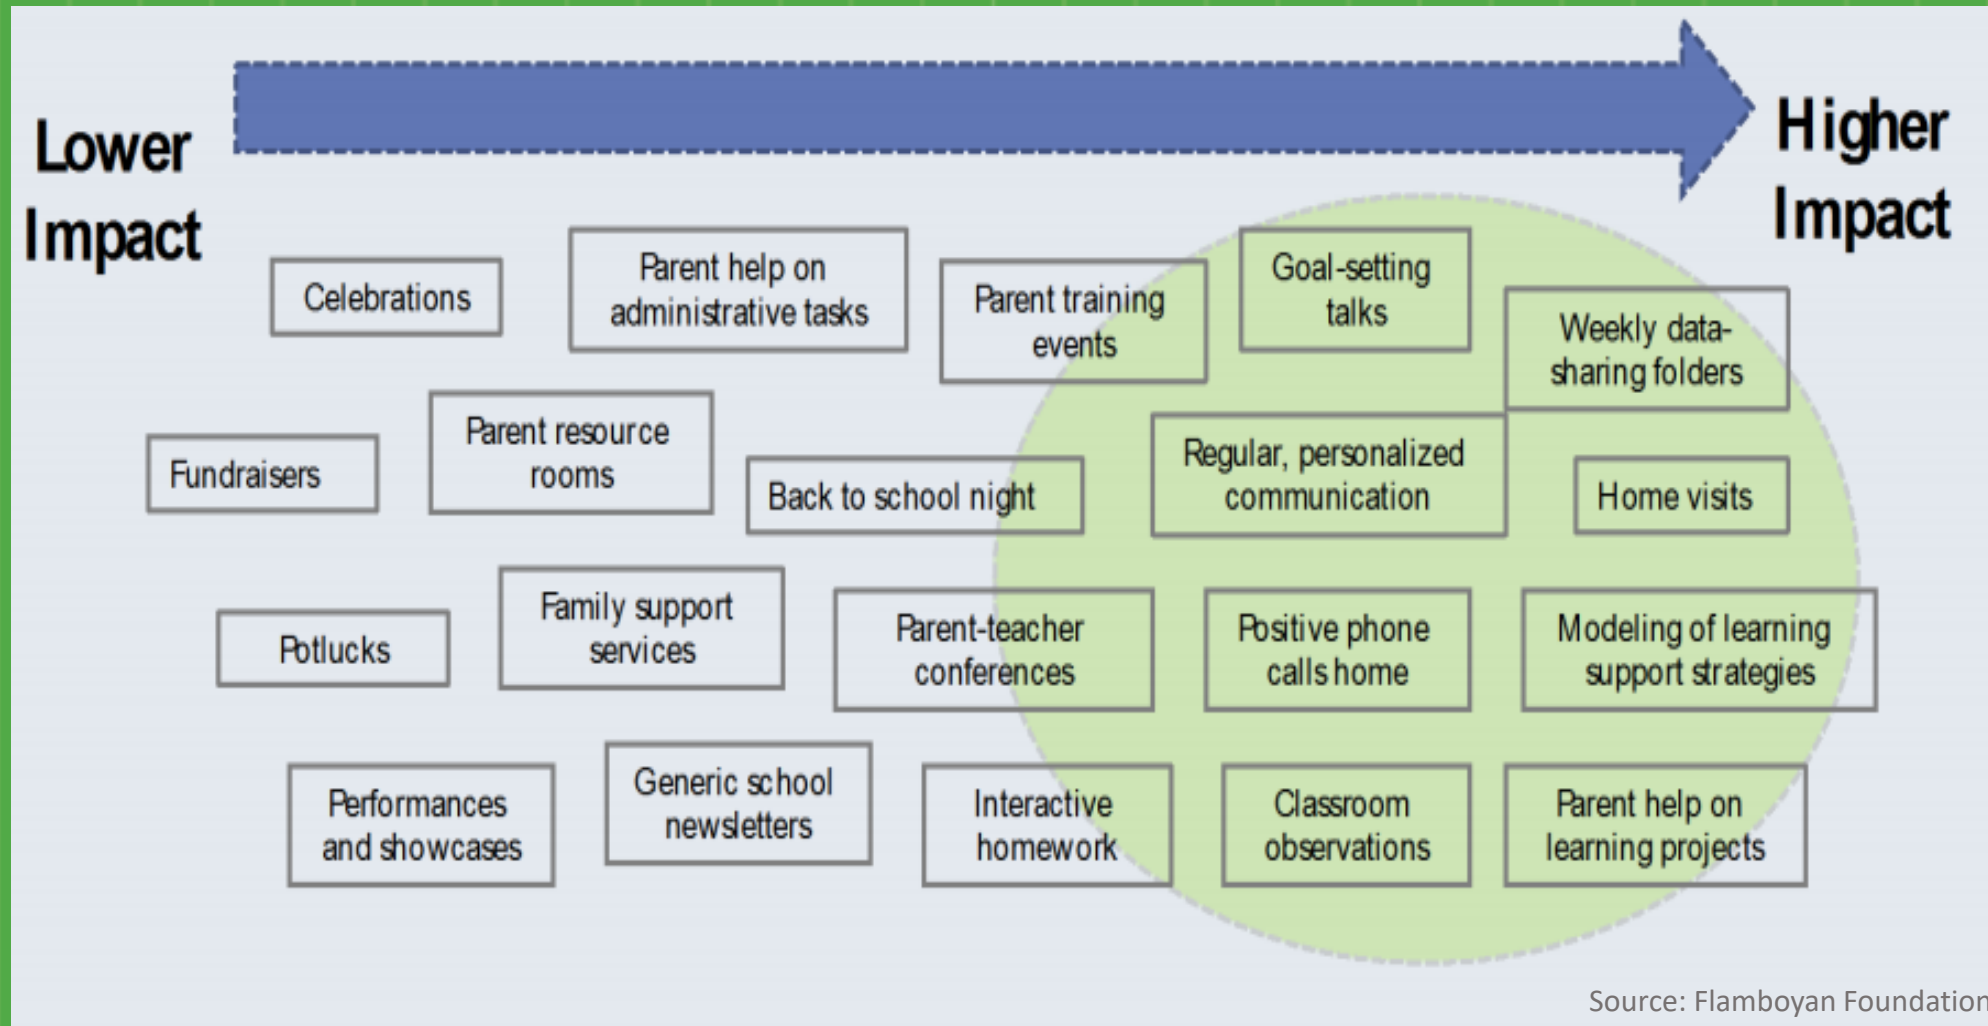 Lower
Impact
Higher
Impact
Celebrations
Parent help on
administrative tasks
Parent training
events
Goal-setting
talks
Weekly data-
sharing folders
Fundraisers
Parent resource
rooms
Back to school night
Regular, personalized
communication
Home visits
Potlucks
Family support
services
Parent-teacher
conferences
Positive phone
calls home
Modeling of learning
support strategies
Performances
and showcases
Generic school
newsletters
Interactive
homework
Classroom
observations
Parent help on
learning projects
Source: Flamboyan Foundation